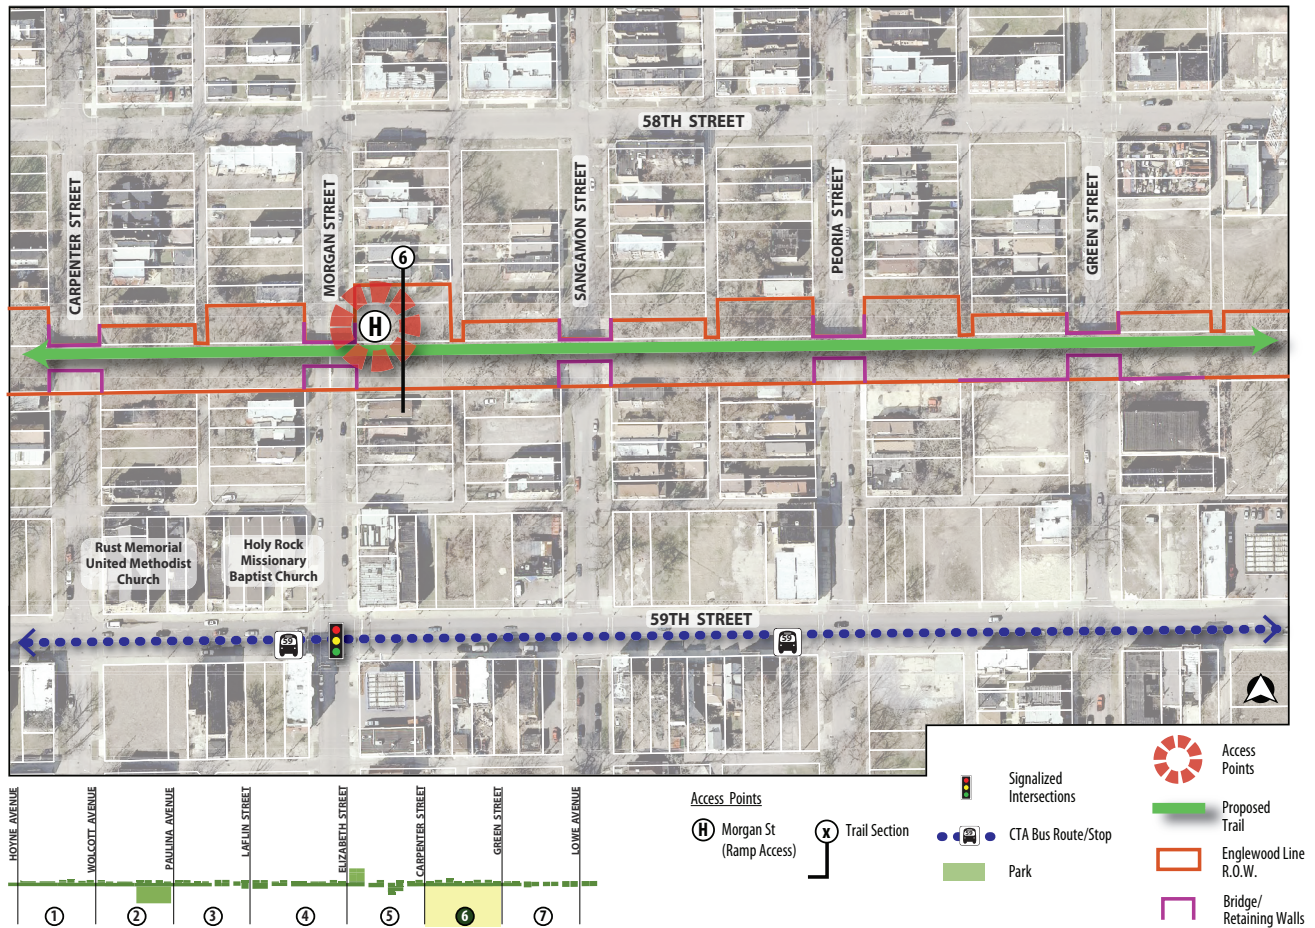 58TH STREET
CARPENTER STREET
MORGAN STREET
SANGAMON STREET
PEORIA STREET
GREEN STREET
6
H
Rust Memorial
United Methodist
Church
Holy Rock
Missionary
Baptist Church
59TH STREET
59
59
HOYNE AVENUE
WOLCOTT AVENUE
PAULINA AVENUE
LAFLIN STREET
ELIZABETH STREET
CARPENTER STREET
GREEN STREET
LOWE AVENUE
1
2
3
4
5
6
7
Access Points
H Morgan St
(Ramp Access)
x Trail Section
Signalized
Intersections
59 CTA Bus Route/Stop
Park
Access
Points
Proposed
Trail
Englewood Line
R.O.W.
Bridge/
Retaining Walls